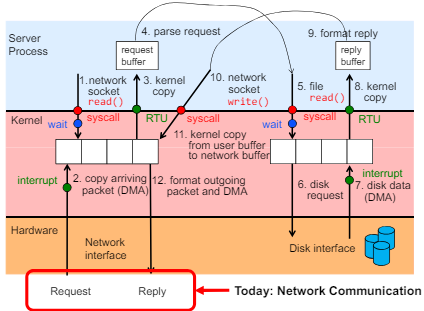 4. parse request
9. format reply
Server
Process
request
buffer
reply
buffer
1. network
socket
read()
3. kernel
copy
10. network
socket
write()
5. file
read()
8. kernel
copy
Kernel
syscall
RTU
syscall
syscall
RTU
wait
wait
11. kernel copy
from user buffer
to network buffer
interrupt
2. copy arriving
packet (DMA)
12. format outgoing
packet and DMA
6. disk
request
interrupt
7. disk data
(DMA)
Hardware
Network
interface
Disk interface
Request
Reply
Today: Network Communication